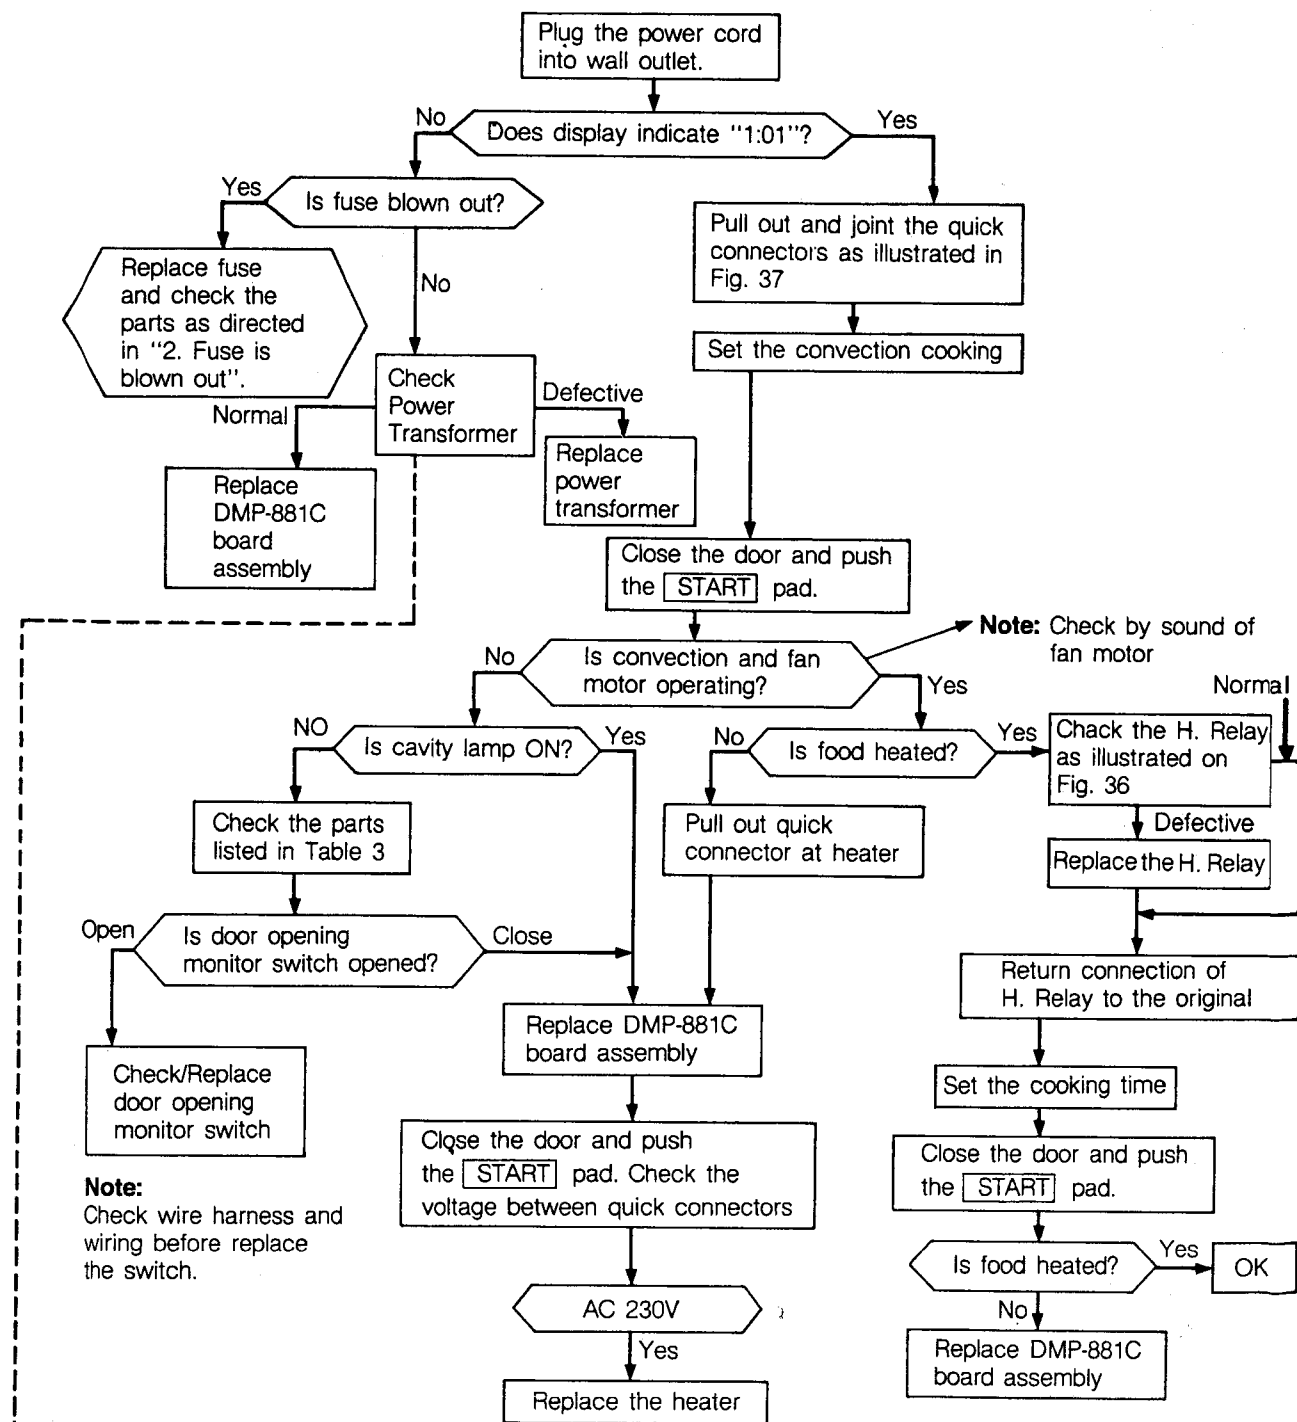 Plug the power cord
into wall outlet.
No
Does display indicate "1:01"?
Yes
Yes
Is fuse blown out?
Replace fuse
and check the
parts as directed
in "2. Fuse is
blown out".
No
Pull out and joint the quick
connectors as illustrated in
Fig. 37
Set the convection cooking
Check
Power
Transformer
Normal
Defective
Replace
DMP-881C
board
assembly
Replace
power
transformer
Close the door and push
the START pad.
Note: Check by sound of
fan motor
No
Is convection and fan
motor operating?
Yes
Normal
NO
Is cavity lamp ON?
Yes
No
Is food heated?
Yes
Chack the H. Relay
as illustrated on
Fig. 36
Check the parts
listed in Table 3
Pull out quick
connector at heater
Defective
Replace the H. Relay
Open
Is door opening
monitor switch opened?
Close
Return connection of
H. Relay to the original
Replace DMP-881C
board assembly
Check/Replace
door opening
monitor switch
Set the cooking time
Close the door and push
the START pad. Check the
voltage between quick connectors
Close the door and push
the START pad.
Note:
Check wire harness and
wiring before replace
the switch.
Is food heated?
Yes
OK
AC 230V
No
Yes
Replace DMP-881C
board assembly
Replace the heater